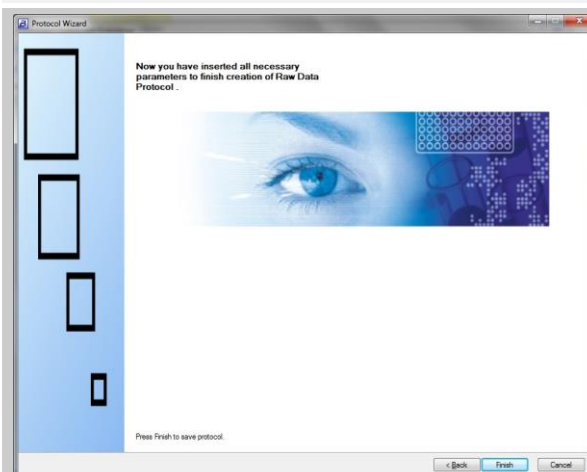 Protocol Wizard
Now you have inserted all necessary
parameters to finish creation of Raw Data
Protocol .
Press Finish to save protocol.
< Back
Finish
Cancel